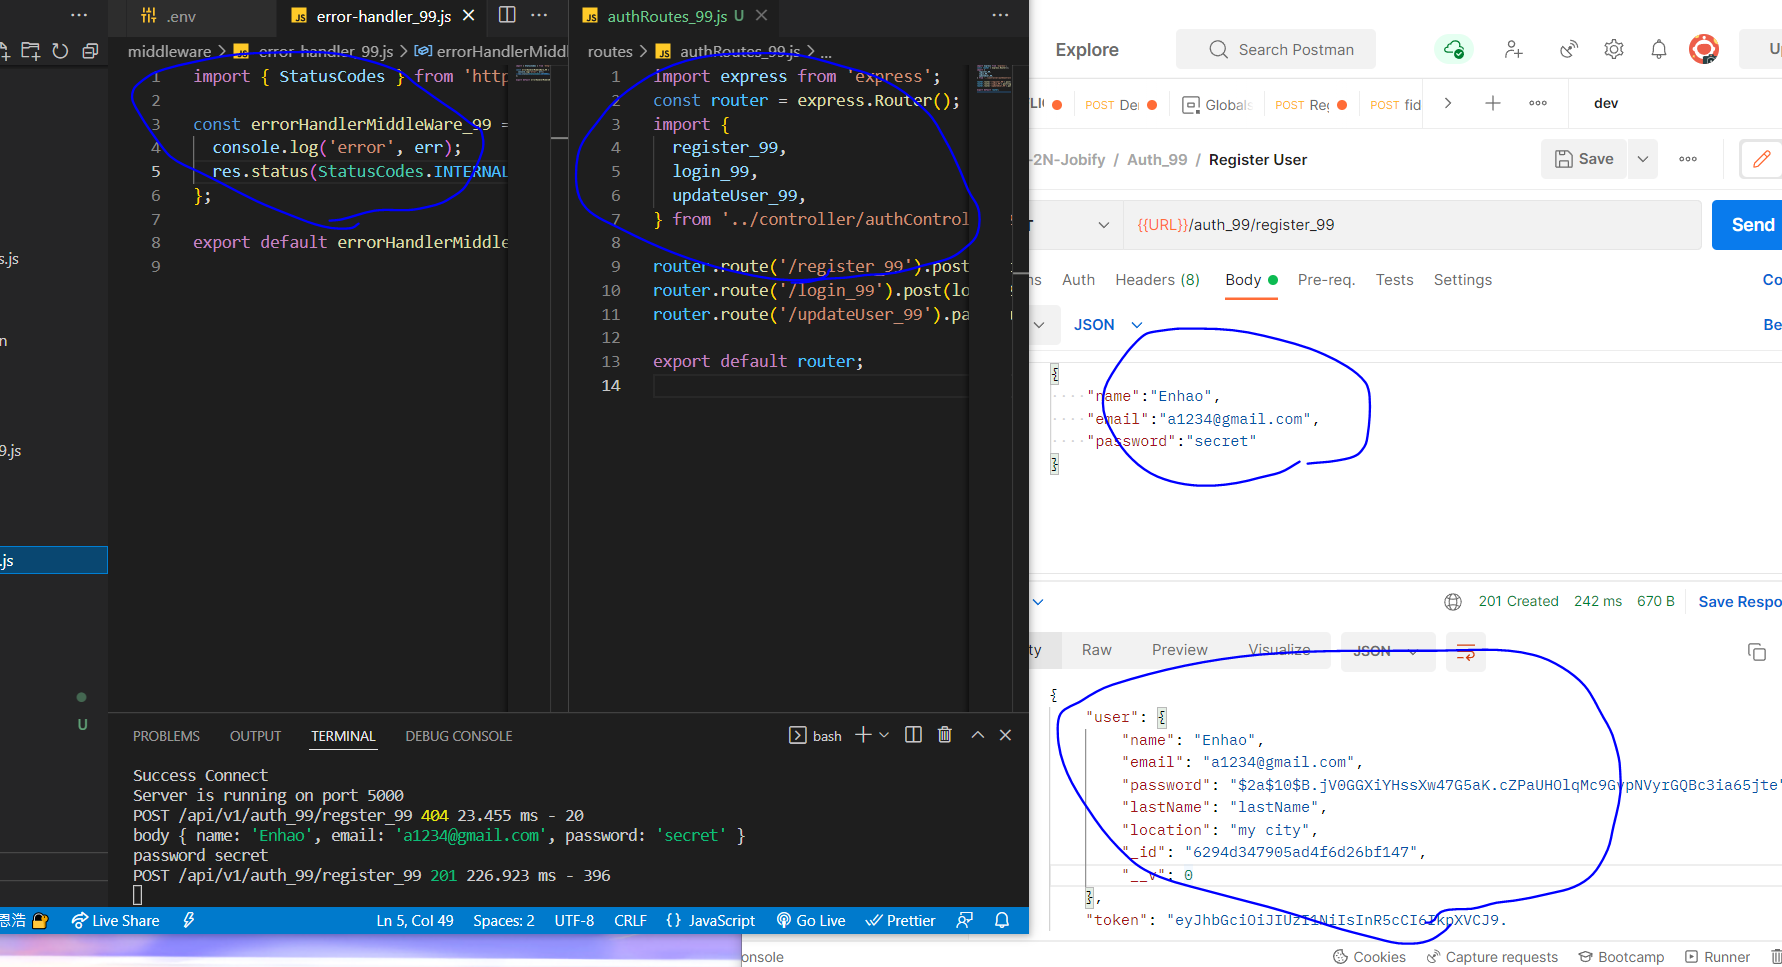 .env
error-handler_99.js
authRoutes_99.js U
middleware > error-handler_99.js > errorHandlerMiddl
routes > authRoutes_99.js > ...
1 import { StatusCodes } from 'http
2
3 const errorHandlerMiddleWare_99 =
4 console.log('error', err);
5 res.status(StatusCodes.INTERNAL
6 };
7
8 export default errorHandlerMiddle
9
1 import express from 'express';
2 const router = express.Router();
3 import {
4 register_99,
5 login_99,
6 updateUser_99,
7 } from '../controller/authControl
8
9 router.route('/register_99').post
10 router.route('/login_99').post(lo
11 router.route('/updateUser_99').pa
12
13 export default router;
14
s.js
n
9.js
.js
U
PROBLEMS OUTPUT TERMINAL DEBUG CONSOLE
bash
Success Connect
Server is running on port 5000
POST /api/v1/auth_99/regster_99 404 23.455 ms - 20
body { name: 'Enhao', email: 'a1234@gmail.com', password: 'secret' }
password secret
POST /api/v1/auth_99/register_99 201 226.923 ms - 396
恩浩 Live Share Ln 5, Col 49 Spaces: 2 UTF-8 CRLF {} JavaScript Go Live Prettier
Explore
Search Postman
Up
POST De
Globals
POST Reg
POST fid
dev
-2N-Jobify / Auth_99 / Register User
Save
T
{{URL}}/auth_99/register_99
Send
ms Auth Headers (8) Body Pre-req. Tests Settings
Co
JSON
Be
{
"name":"Enhao",
"email":"a1234@gmail.com",
"password":"secret"
}
201 Created 242 ms 670 B Save Respo
ty Raw Preview Visualize JSON
{
"user": {
"name": "Enhao",
"email": "a1234@gmail.com",
"password": "$2a$10$B.jV0GGXiYHssXw47G5aK.cZPaUHOlqMc9GvpNVyrGQBc3ia65jte"
"lastName": "lastName",
"location": "my city",
"_id": "6294d347905ad4f6d26bf147",
"__v": 0
},
"token": "eyJhbGciOiJIUzI1NiIsInR5cCI6IkpXVCJ9.
onsole
Cookies Capture requests Bootcamp Runner